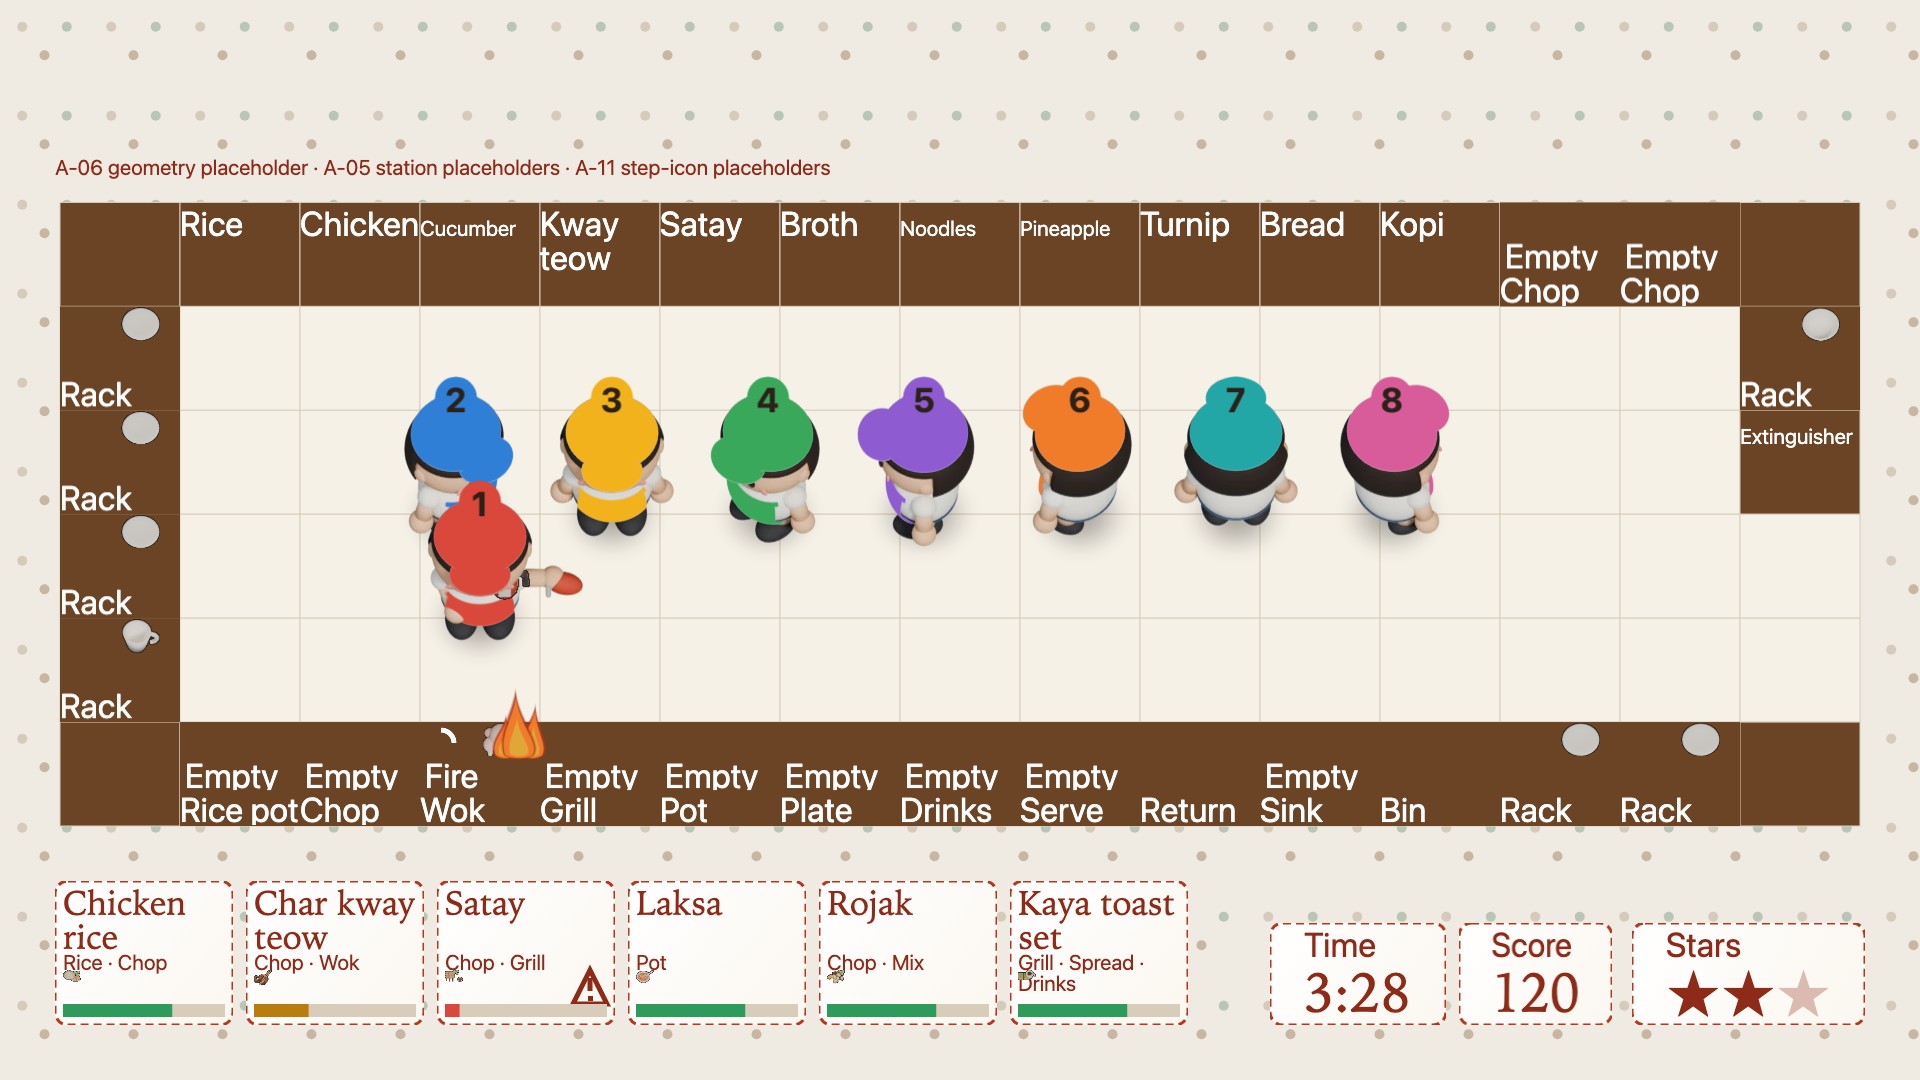 A-06 geometry placeholder · A-05 station placeholders · A-11 step-icon placeholders
Rice
Chicken
Cucumber
Kway
teow
Satay
Broth
Noodles
Pineapple
Turnip
Bread
Kopi
Empty
Chop
Empty
Chop
Rack
Rack
Rack
Rack
Rack
Extinguisher
2
3
4
5
6
7
8
1
Empty
Rice pot
Empty
Chop
Fire
Wok
Empty
Grill
Empty
Pot
Empty
Plate
Empty
Drinks
Empty
Serve
Return
Empty
Sink
Bin
Rack
Rack
Chicken
rice
Rice · Chop
Char kway
teow
Chop · Wok
Satay
Chop · Grill
Laksa
Pot
Rojak
Chop · Mix
Kaya toast
set
Grill · Spread ·
Drinks
Time
3:28
Score
120
Stars